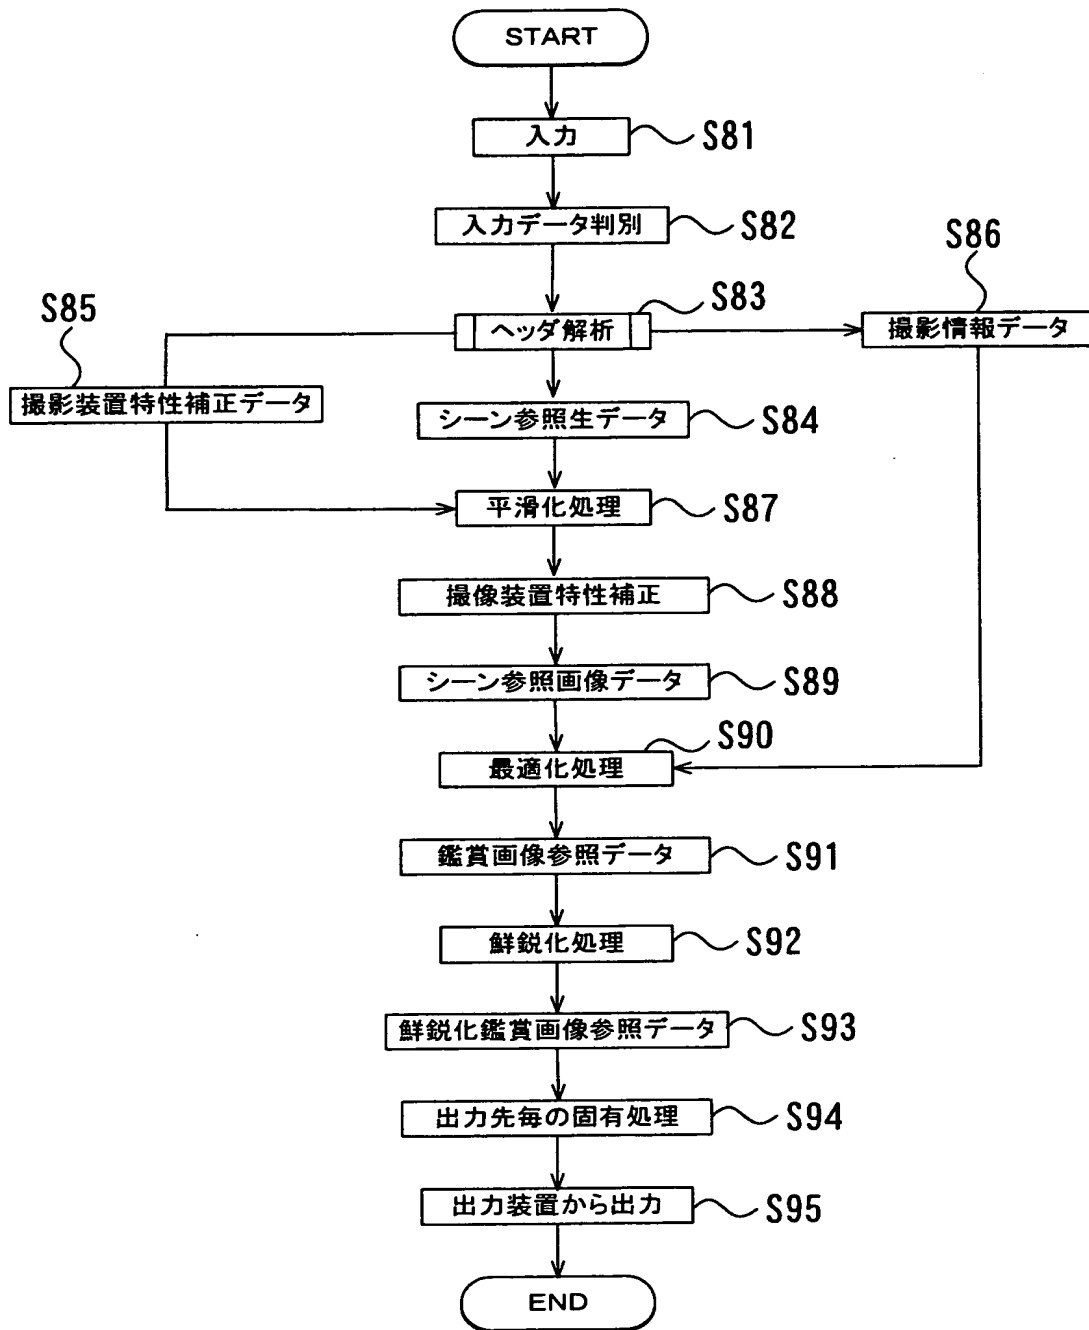 START
入力
S81
入力データ判別
S82
S86
S83
S85
ヘッダ解析
撮影情報データ
撮影装置特性補正データ
シーン参照生データ
S84
平滑化処理
S87
撮像装置特性補正
S88
シーン参照画像データ
S89
S90
最適化処理
鑑賞画像参照データ
S91
鮮鋭化処理
S92
鮮鋭化鑑賞画像参照データ
S93
出力先毎の固有処理
S94
出力装置から出力
S95
END